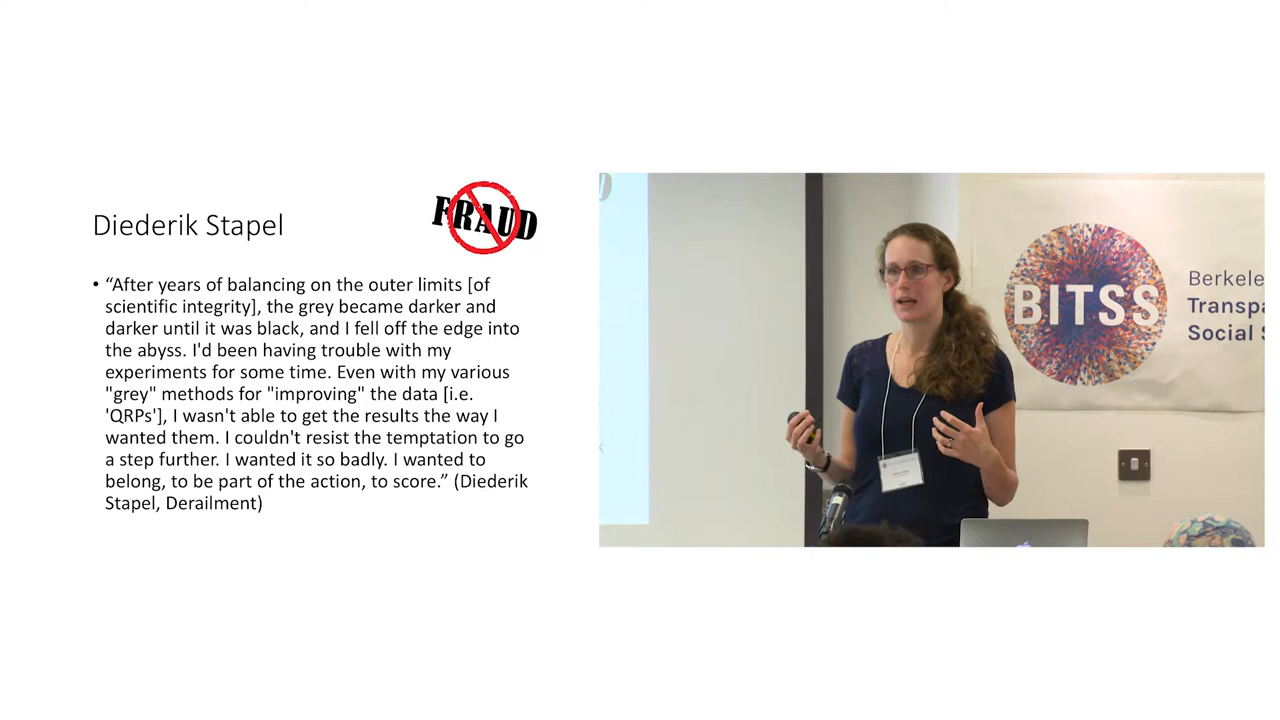 Diederik Stapel
FRAUD
• “After years of balancing on the outer limits [of
scientific integrity], the grey became darker and
darker until it was black, and I fell off the edge into
the abyss. I'd been having trouble with my
experiments for some time. Even with my various
"grey" methods for "improving" the data [i.e.
'QRPs'], I wasn't able to get the results the way I
wanted them. I couldn't resist the temptation to go
a step further. I wanted it so badly. I wanted to
belong, to be part of the action, to score.” (Diederik
Stapel, Derailment)
BITSS
Berkele
Transpa
Social S